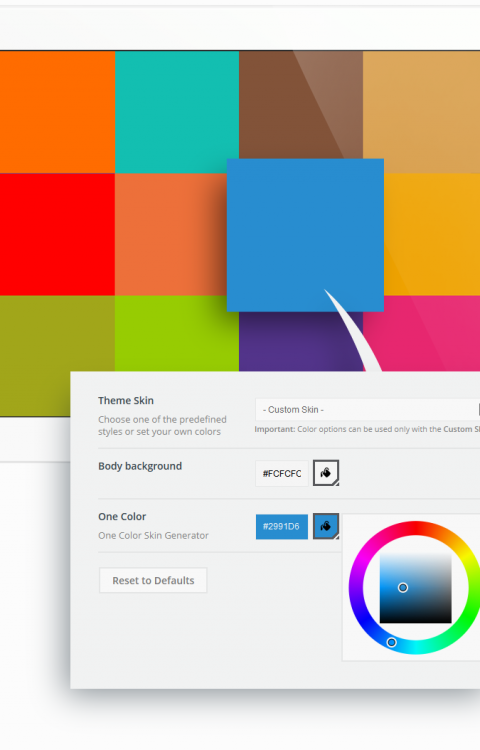 Theme Skin
Choose one of the predefined
styles or set your own colors
- Custom Skin -
Important: Color options can be used only with the Custom
Body background
#FCFCFC
One Color
One Color Skin Generator
#2991D6
Reset to Defaults